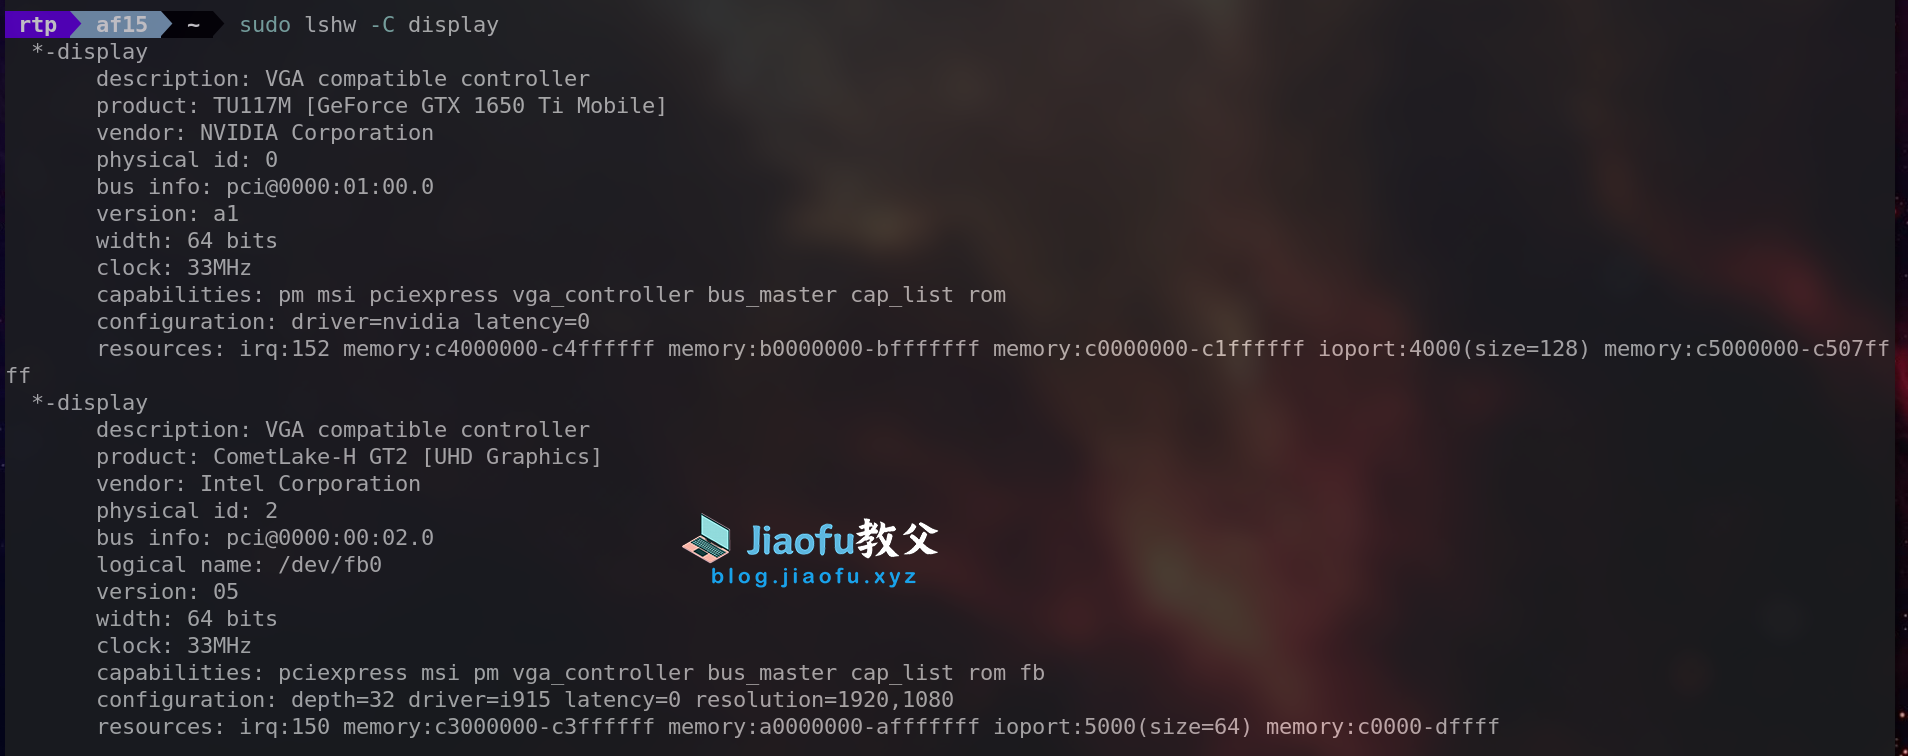 rtp af15 ~ sudo lshw -C display
*-display
description: VGA compatible controller
product: TU117M [GeForce GTX 1650 Ti Mobile]
vendor: NVIDIA Corporation
physical id: 0
bus info: pci@0000:01:00.0
version: a1
width: 64 bits
clock: 33MHz
capabilities: pm msi pciexpress vga_controller bus_master cap_list rom
configuration: driver=nvidia latency=0
resources: irq:152 memory:c4000000-c4ffffff memory:b0000000-bfffffff memory:c0000000-c1ffffff ioport:4000(size=128) memory:c5000000-c507ff
ff
*-display
description: VGA compatible controller
product: CometLake-H GT2 [UHD Graphics]
vendor: Intel Corporation
physical id: 2
bus info: pci@0000:00:02.0
logical name: /dev/fb0
version: 05
width: 64 bits
clock: 33MHz
capabilities: pciexpress msi pm vga_controller bus_master cap_list rom fb
configuration: depth=32 driver=i915 latency=0 resolution=1920,1080
resources: irq:150 memory:c3000000-c3ffffff memory:a0000000-afffffff ioport:5000(size=64) memory:c0000-dffff
Jiaofu教父
blog.jiaofu.xyz